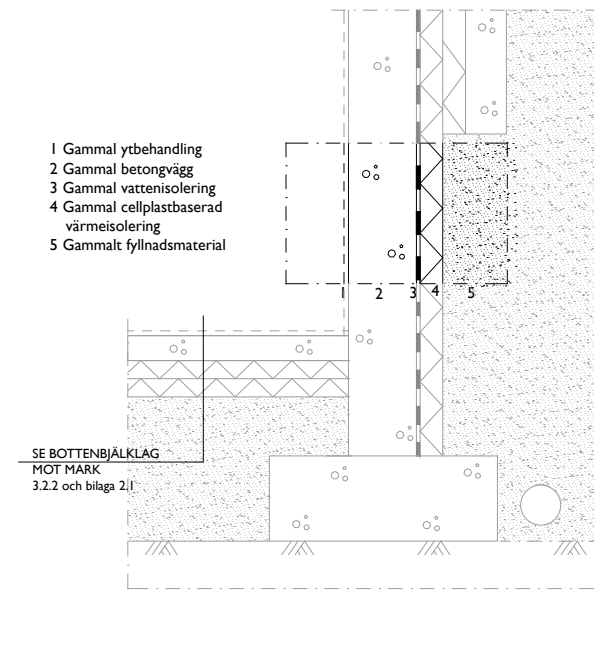 1 Gammal ytbehandling
2 Gammal betongvägg
3 Gammal vattenisolering
4 Gammal cellplastbaserad
värmeisolering
5 Gammalt fyllnadsmaterial
1 2 3 4 5
SE BOTTENBJÄLKLAG
MOT MARK
3.2.2 och bilaga 2.1